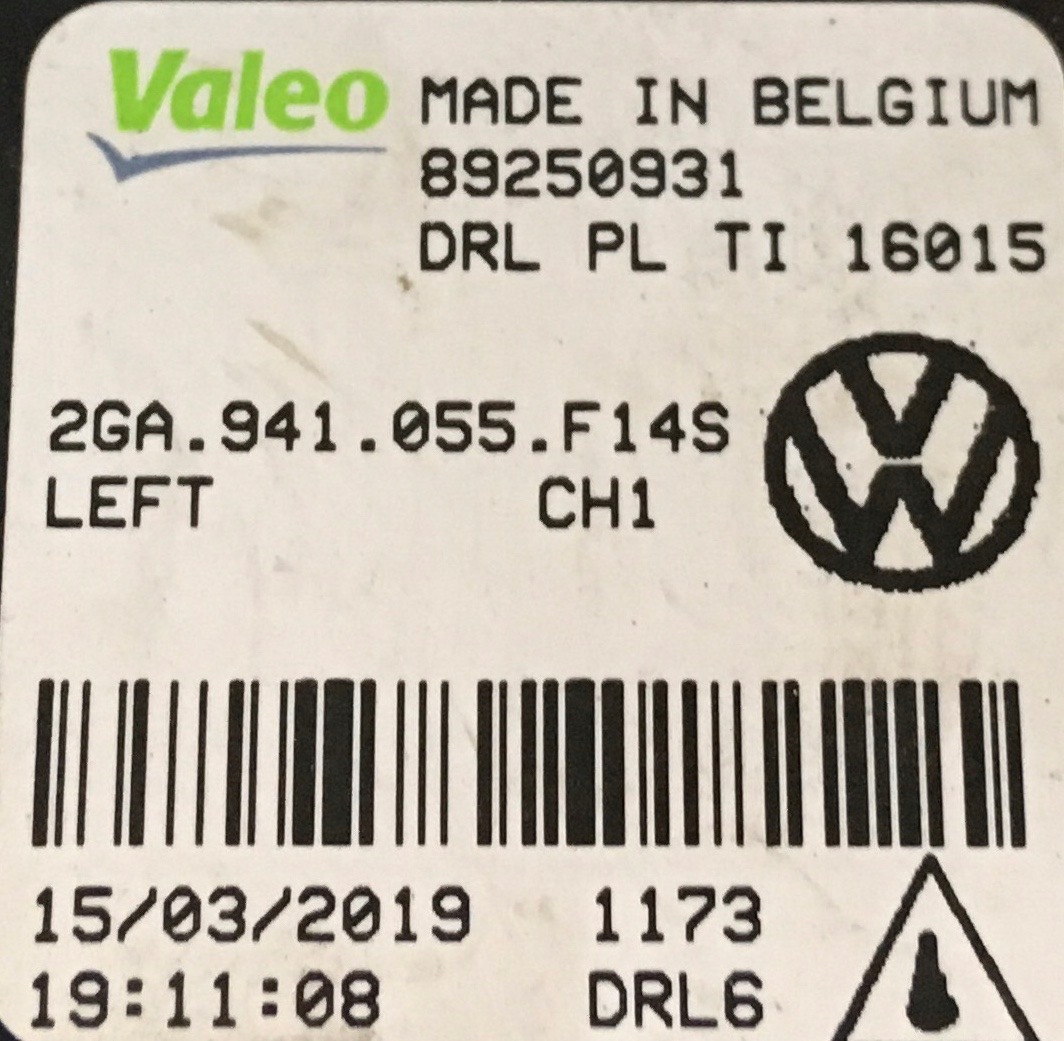 Valeo MADE IN BELGIUM
89250931
DRL PL TI 16015
2GA.941.055.F14S
LEFT CH1
15/03/2019 1173
19:11:08 DRL6